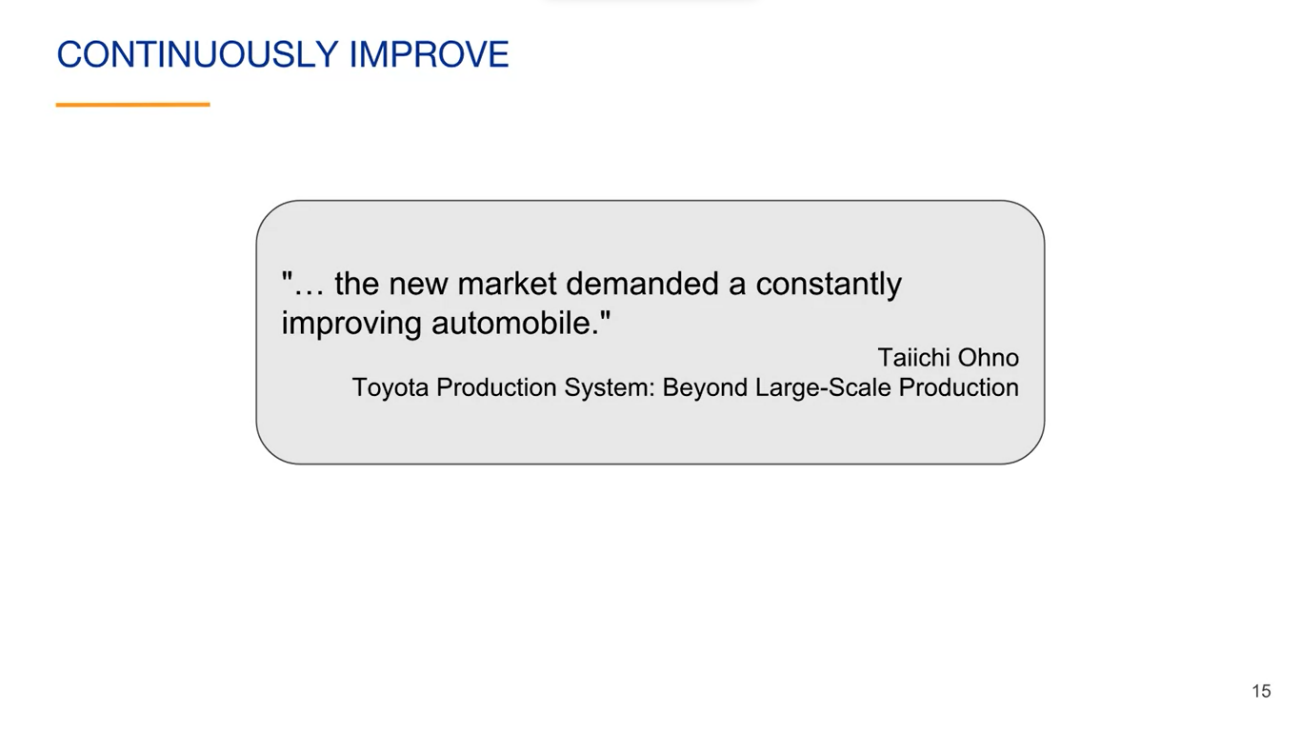 CONTINUOUSLY IMPROVE
"… the new market demanded a constantly
improving automobile."
Taiichi Ohno
Toyota Production System: Beyond Large-Scale Production
15